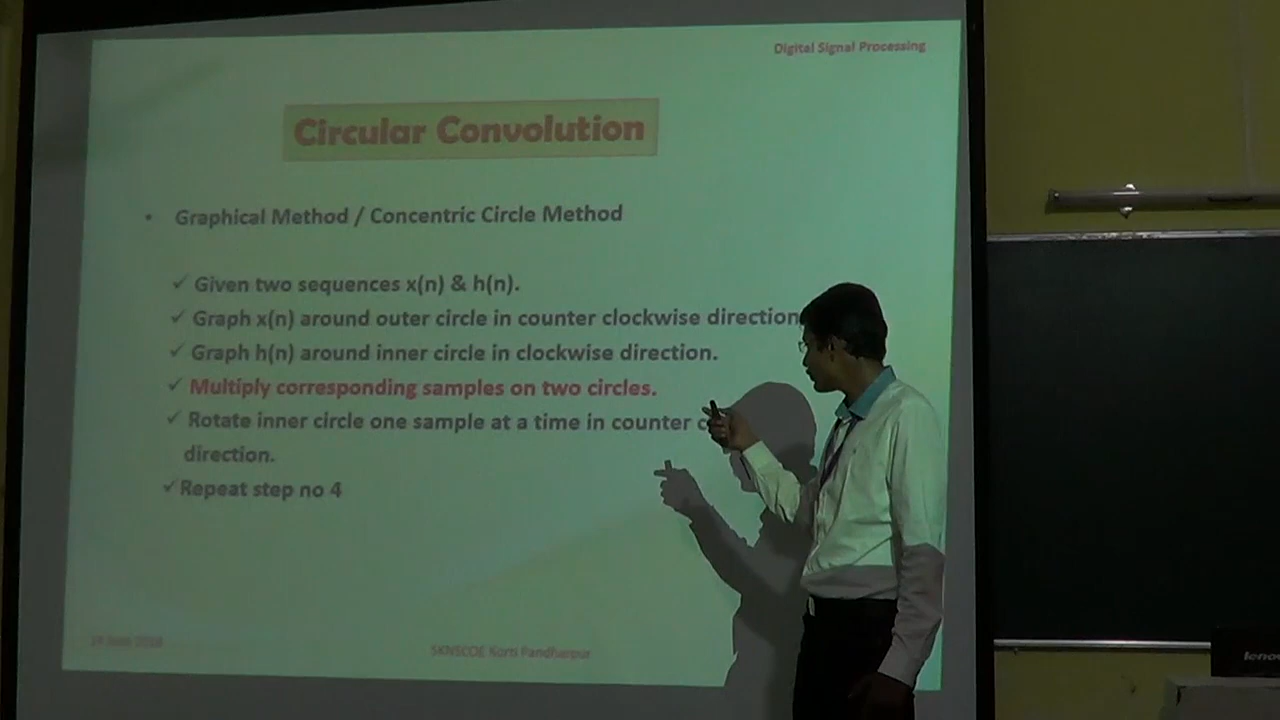 Digital Signal Processing
Circular Convolution
• Graphical Method / Concentric Circle Method
✓ Given two sequences x(n) & h(n).
✓ Graph x(n) around outer circle in counter clockwise direction
✓ Graph h(n) around inner circle in clockwise direction.
✓ Multiply corresponding samples on two circles.
✓ Rotate inner circle one sample at a time in counter
direction.
✓ Repeat step no 4
SKNSCOE Korti Pandharpur